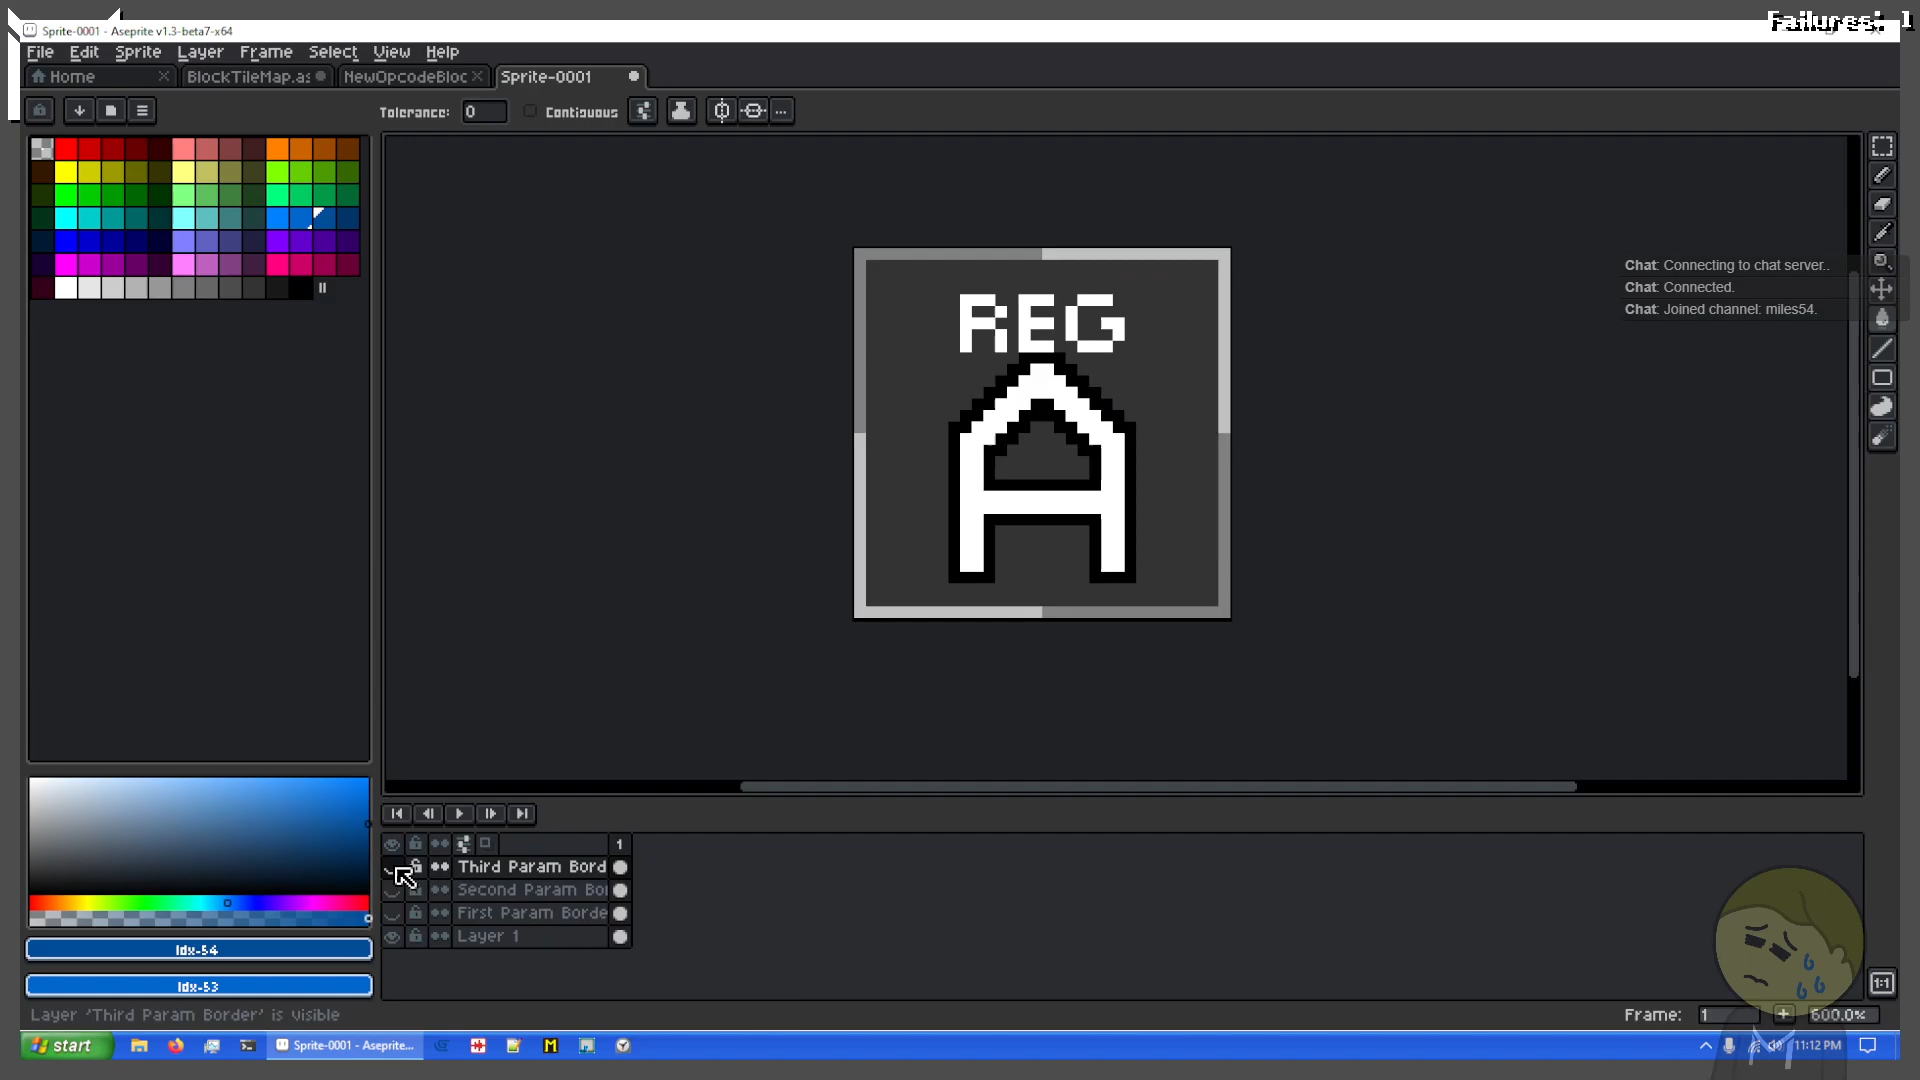 Failures: 1
Sprite-0001 - Aseprite v1.3-beta7-x64
File Edit Sprite Layer Frame Select View Help
Home BlockTileMap.as NewOpcodeBloc Sprite-0001
Tolerance: 0 Contiguous ...
REG
A
Chat: Connecting to chat server..
Chat: Connected.
Chat: Joined channel: miles54.
1
Third Param Bord
Second Param Bo
First Param Borde
Layer 1
Idx-54
Idx-53
1:1
Layer 'Third Param Border' is visible
Frame: 1 + 600.0%
start Sprite-0001 - Aseprite... M 11:12 PM